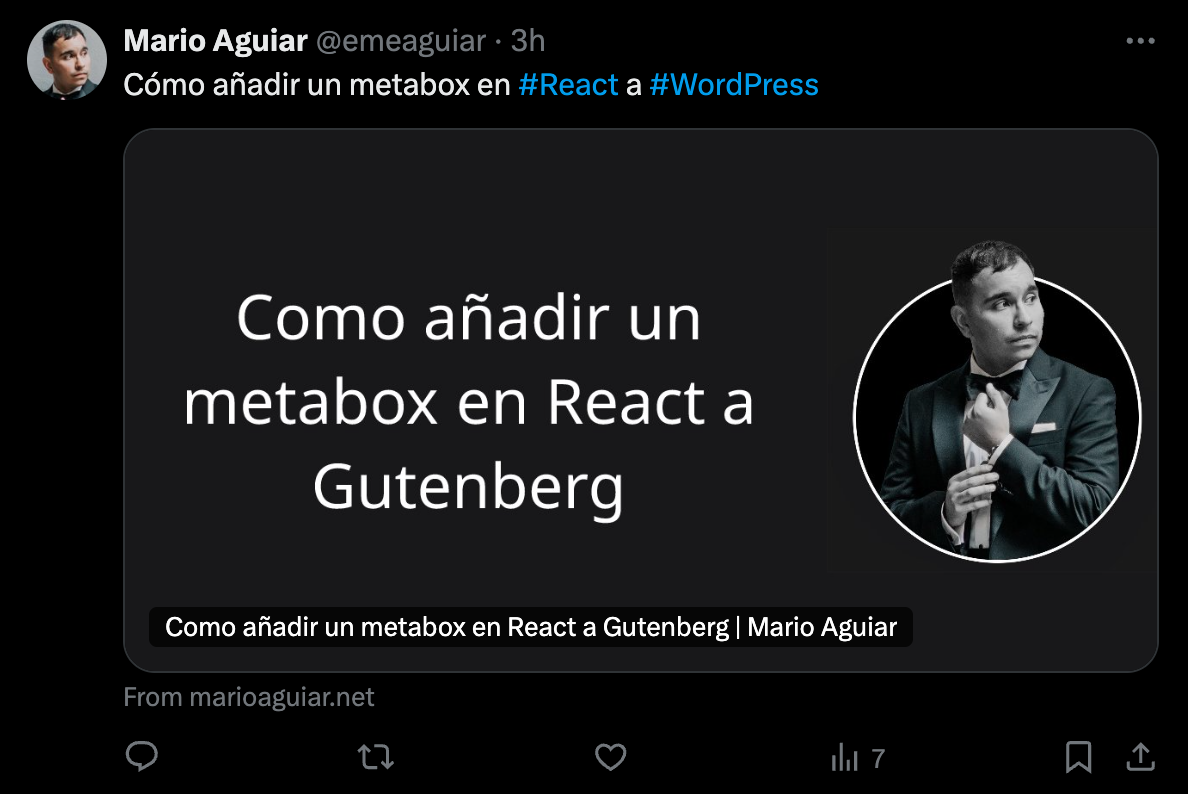 Mario Aguiar @emeaguiar · 3h
Cómo añadir un metabox en #React a #WordPress
Como añadir un
metabox en React a
Gutenberg
Como añadir un metabox en React a Gutenberg | Mario Aguiar
From marioaguiar.net
7